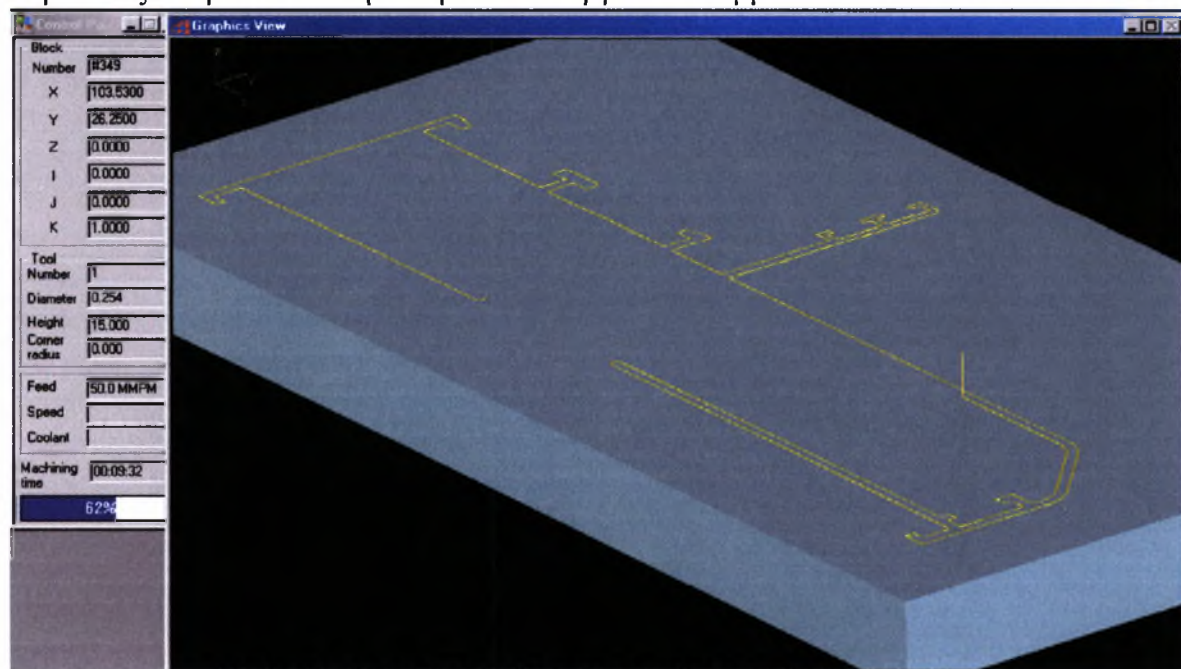 Graphics View
Block
Number #349
X 103.5300
Y 26.2500
Z 0.0000
I 0.0000
J 0.0000
K 1.0000
Tool
Number 1
Diameter 0.254
Height 15.000
Corner radius 0.000
Feed 50.0 MMPM
Speed
Coolant
Machining time 00:09:32
62%